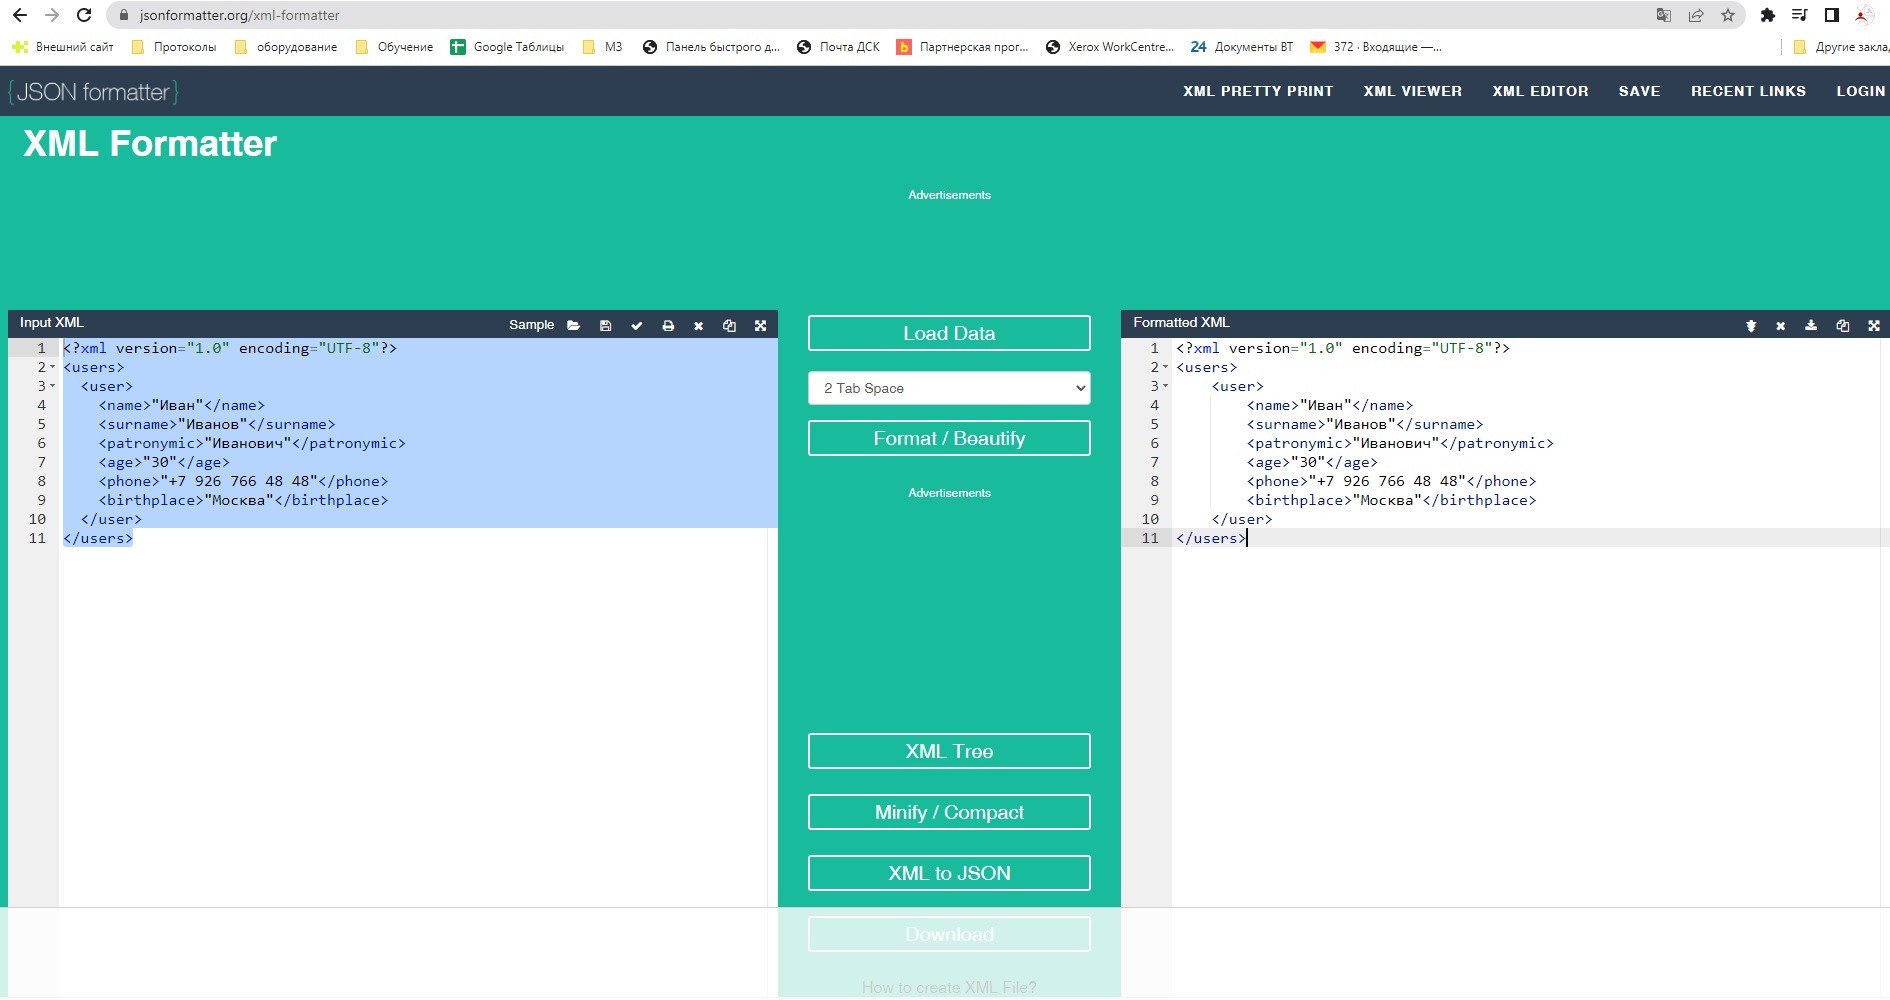 jsonformatter.org/xml-formatter
Внешний сайт Протоколы оборудование Обучение Google Таблицы МЗ Панель быстрого д... Почта ДСК Партнерская прог... Xerox WorkCentre... 24 Документы ВТ 372 · Входящие —... Другие закла
{JSON formatter} XML PRETTY PRINT XML VIEWER XML EDITOR SAVE RECENT LINKS LOGIN
XML Formatter
Advertisements
Input XML Sample
1 <?xml version="1.0" encoding="UTF-8"?>
2 <users>
3 <user>
4 <name>"Иван"</name>
5 <surname>"Иванов"</surname>
6 <patronymic>"Иванович"</patronymic>
7 <age>"30"</age>
8 <phone>"+7 926 766 48 48"</phone>
9 <birthplace>"Москва"</birthplace>
10 </user>
11 </users>
Load Data
2 Tab Space
Format / Beautify
Advertisements
XML Tree
Minify / Compact
XML to JSON
Download
How to create XML File?
Formatted XML
1 <?xml version="1.0" encoding="UTF-8"?>
2 <users>
3 <user>
4 <name>"Иван"</name>
5 <surname>"Иванов"</surname>
6 <patronymic>"Иванович"</patronymic>
7 <age>"30"</age>
8 <phone>"+7 926 766 48 48"</phone>
9 <birthplace>"Москва"</birthplace>
10 </user>
11 </users>